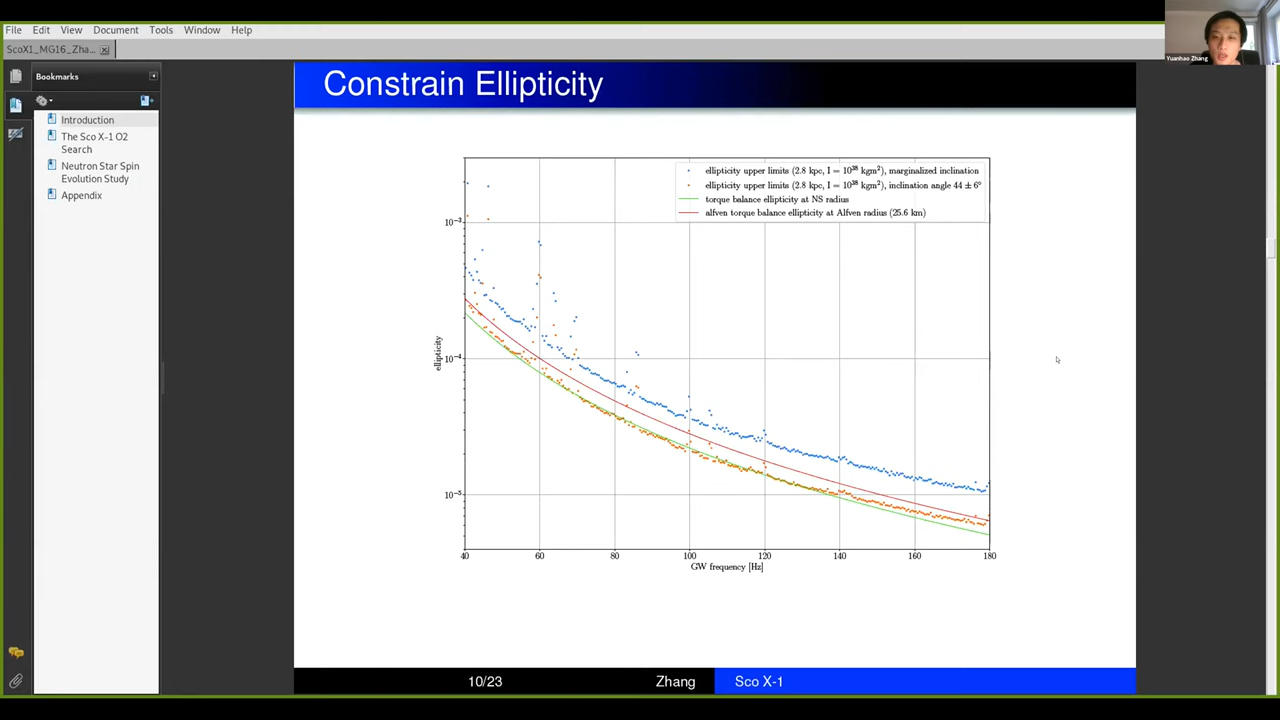 File Edit View Document Tools Window Help
ScoX1_MG16_Zha...
Yuanhao Zhang
Bookmarks
Introduction
The Sco X-1 O2
Search
Neutron Star Spin
Evolution Study
Appendix
Constrain Ellipticity
ellipticity upper limits (2.8 kpc, I = 10³⁸ kgm²), marginalized inclination
ellipticity upper limits (2.8 kpc, I = 10³⁸ kgm²), inclination angle 44 ± 6°
torque balance ellipticity at NS radius
alfven torque balance ellipticity at Alfven radius (25.6 km)
10⁻³
10⁻⁴
10⁻⁵
ellipticity
40 60 80 100 120 140 160 180
GW frequency [Hz]
10/23 Zhang Sco X-1